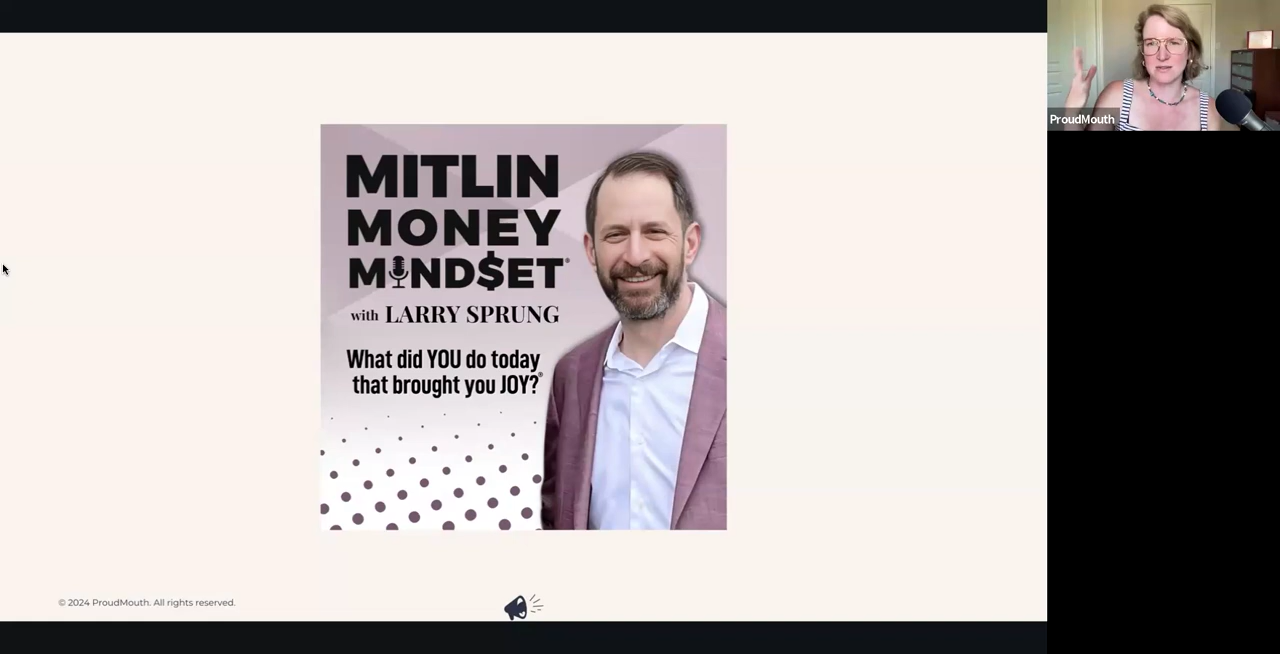 MITLIN
MONEY
MINDSET®
with LARRY SPRUNG
What did YOU do today
that brought you JOY?®
ProudMouth
© 2024 ProudMouth. All rights reserved.